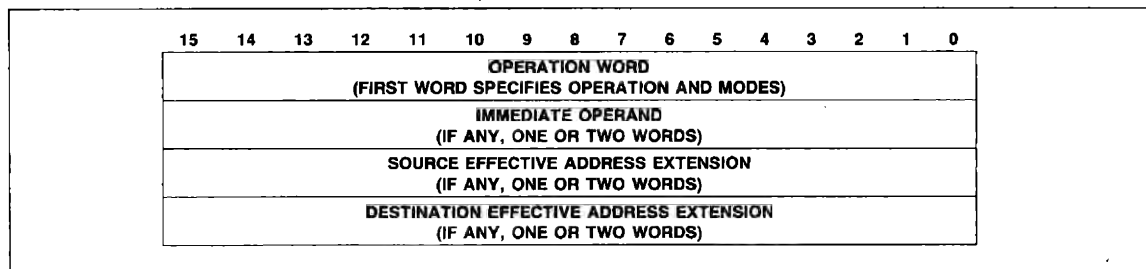 15 14 13 12 11 10 9 8 7 6 5 4 3 2 1 0
OPERATION WORD
(FIRST WORD SPECIFIES OPERATION AND MODES)
IMMEDIATE OPERAND
(IF ANY, ONE OR TWO WORDS)
SOURCE EFFECTIVE ADDRESS EXTENSION
(IF ANY, ONE OR TWO WORDS)
DESTINATION EFFECTIVE ADDRESS EXTENSION
(IF ANY, ONE OR TWO WORDS)